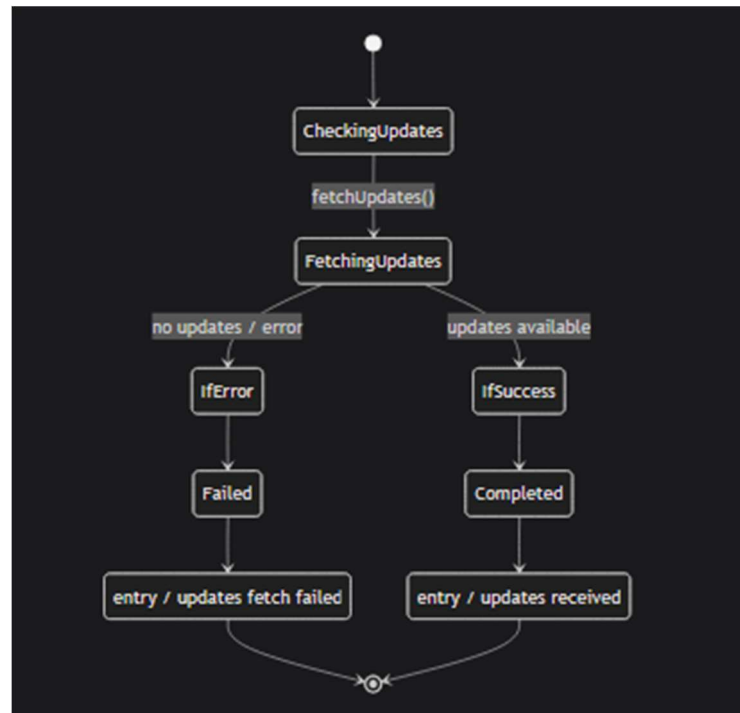 CheckingUpdates
fetchUpdates()
FetchingUpdates
no updates / error
updates available
IfError
IfSuccess
Failed
Completed
entry / updates fetch failed
entry / updates received